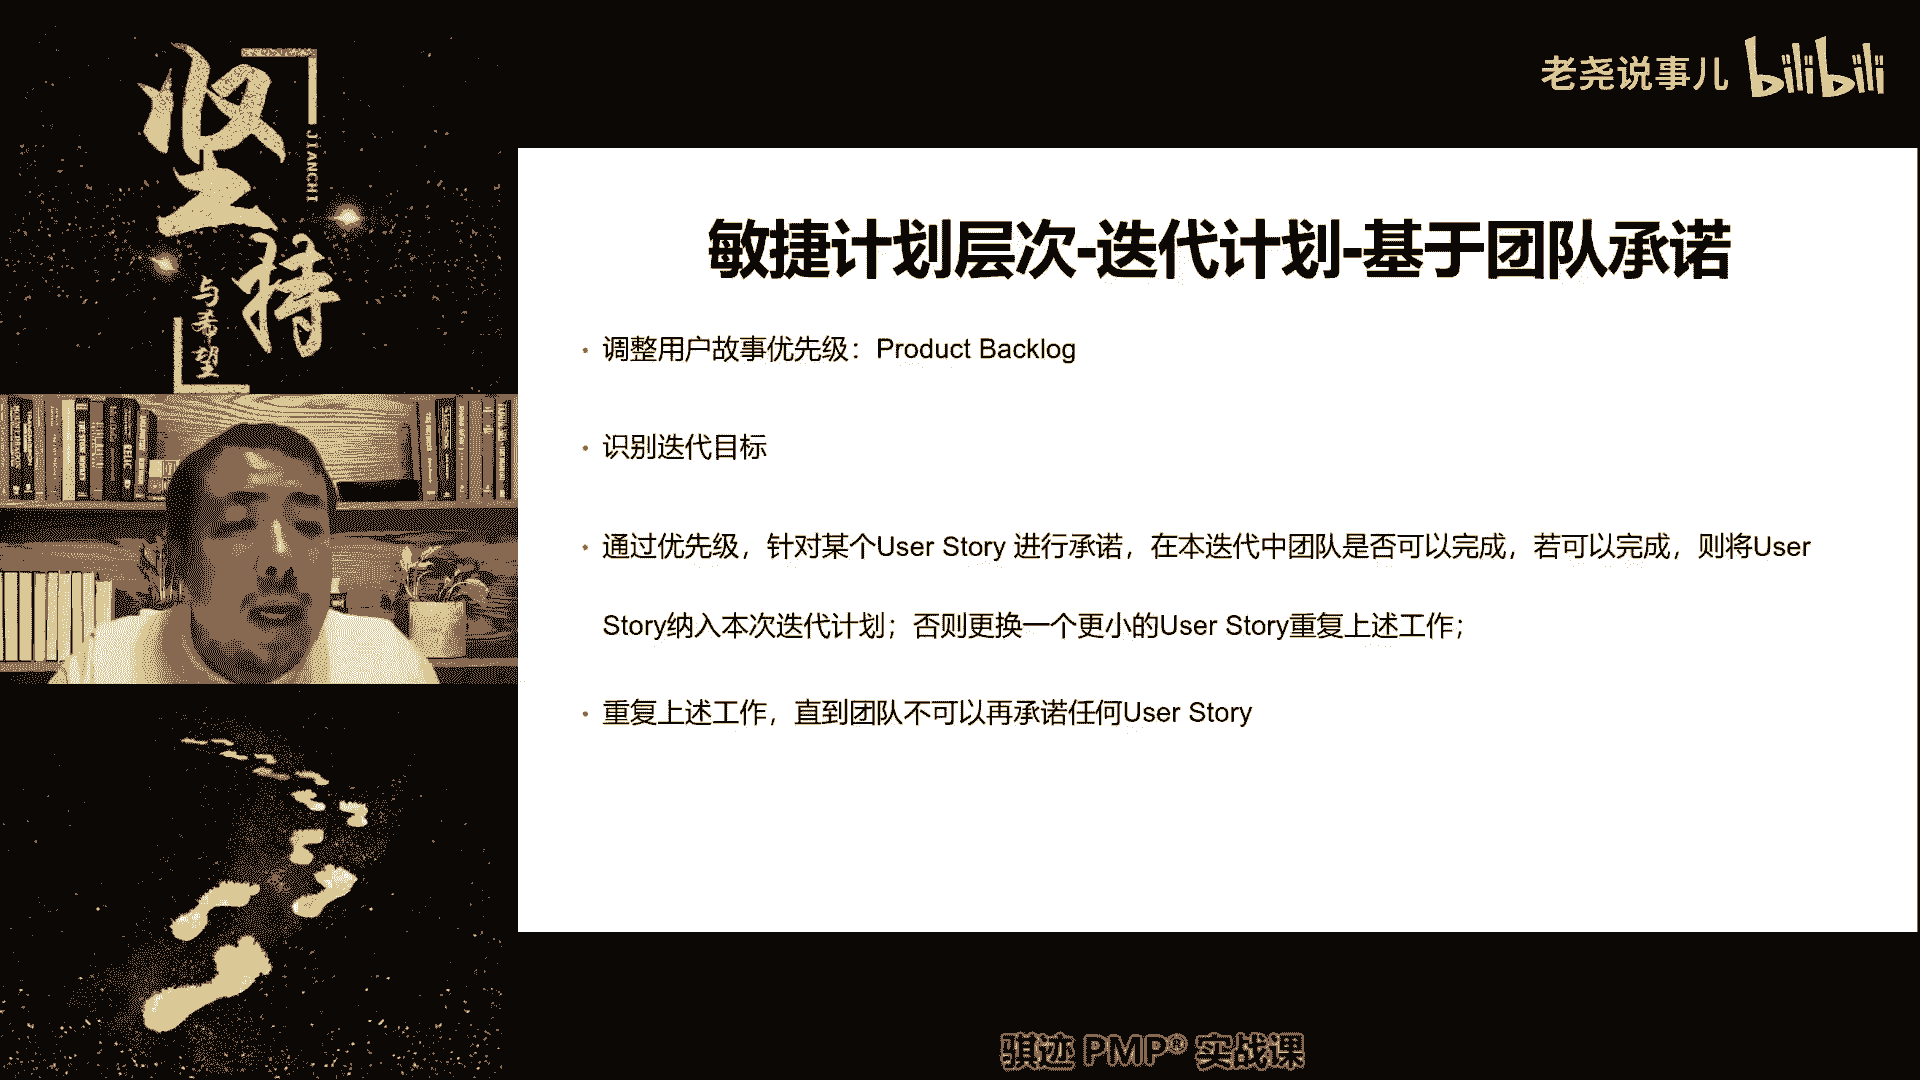 坚持
JIANCHI
与希望
老尧说事儿 bilibili
敏捷计划层次-迭代计划-基于团队承诺
· 调整用户故事优先级：Product Backlog
· 识别迭代目标
· 通过优先级，针对某个User Story 进行承诺，在本迭代中团队是否可以完成，若可以完成，则将User
Story纳入本次迭代计划；否则更换一个更小的User Story重复上述工作；
· 重复上述工作，直到团队不可以再承诺任何User Story
骐迹 PMP® 实战课